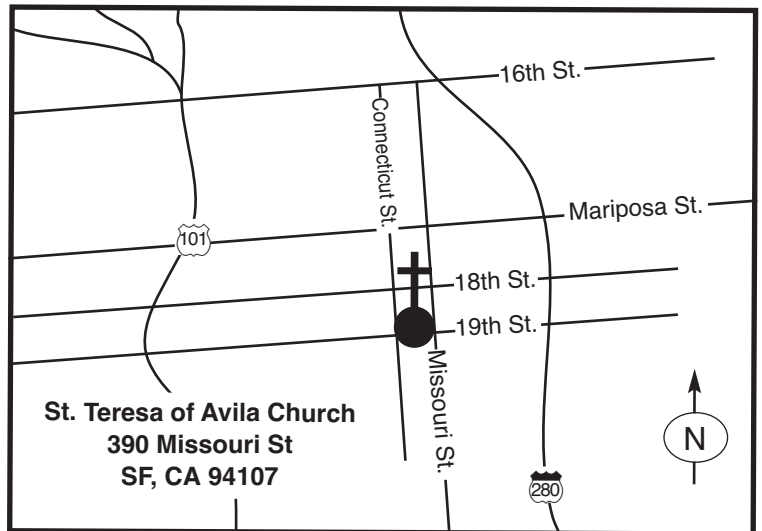 16th St.
Connecticut St.
Mariposa St.
101
18th St.
19th St.
Missouri St.
St. Teresa of Avila Church
390 Missouri St
SF, CA 94107
N
280